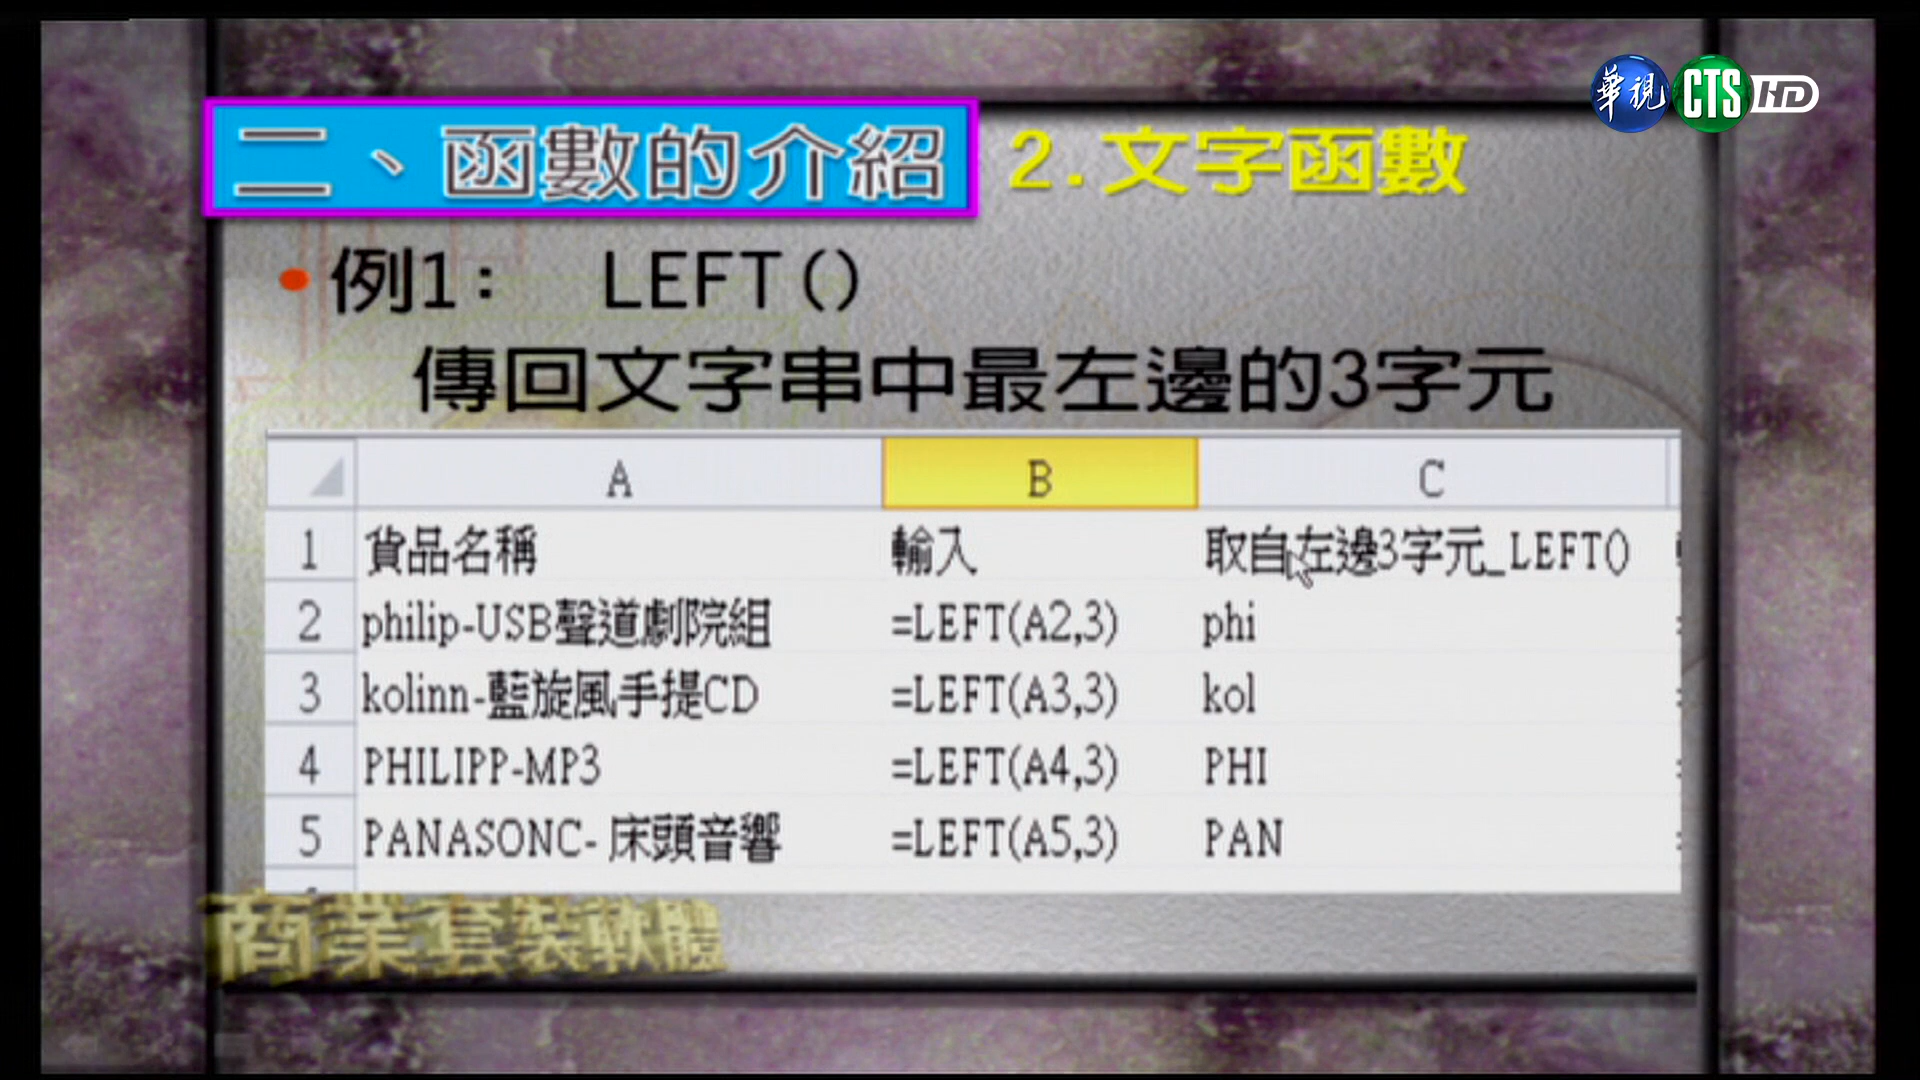 華視 CTS HD
二、函數的介紹 2.文字函數
•例1： LEFT()
傳回文字串中最左邊的3字元
A B C
1 貨品名稱 輸入 取自左邊3字元_LEFT()
2 philip-USB聲道劇院組 =LEFT(A2,3) phi
3 kolinn-藍旋風手提CD =LEFT(A3,3) kol
4 PHILIPP-MP3 =LEFT(A4,3) PHI
5 PANASONC- 床頭音響 =LEFT(A5,3) PAN
商業套裝軟體